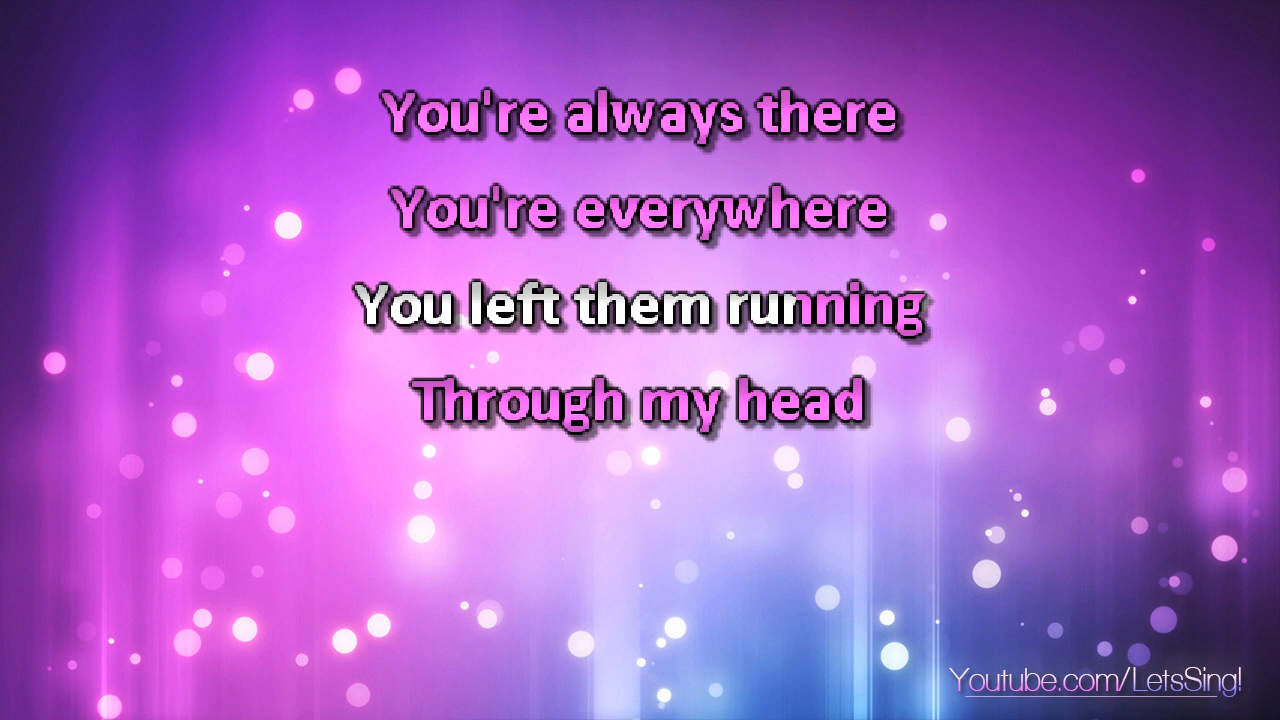 You're always there
You're everywhere
You left them running
Through my head
Youtube.com/LetsSing!